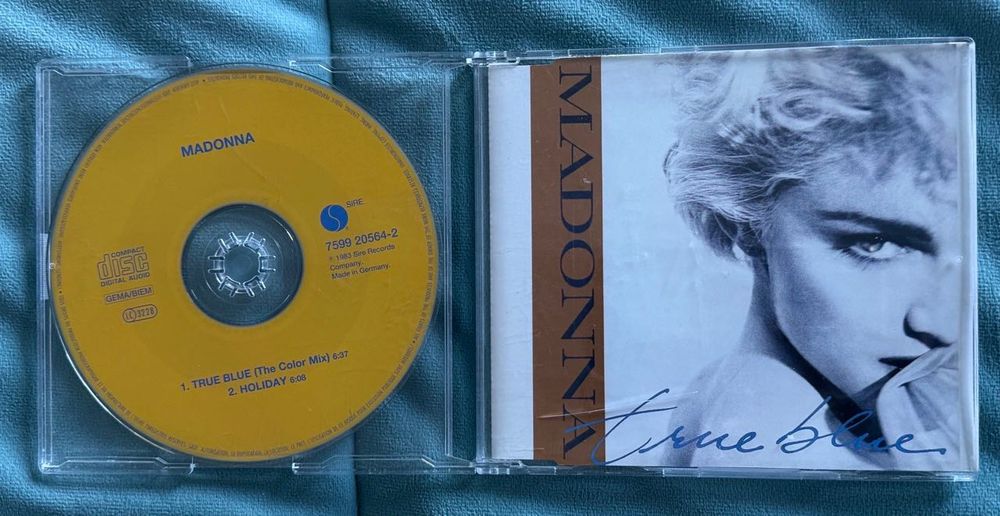 MADONNA
SIRE
7599 20564-2
℗ 1983 Sire Records
Company.
Made in Germany.
COMPACT
disc
DIGITAL AUDIO
GEMA/BIEM
LC 3228
1. TRUE BLUE (The Color Mix) 6:37
2. HOLIDAY 6:08
MADONNA
true blue